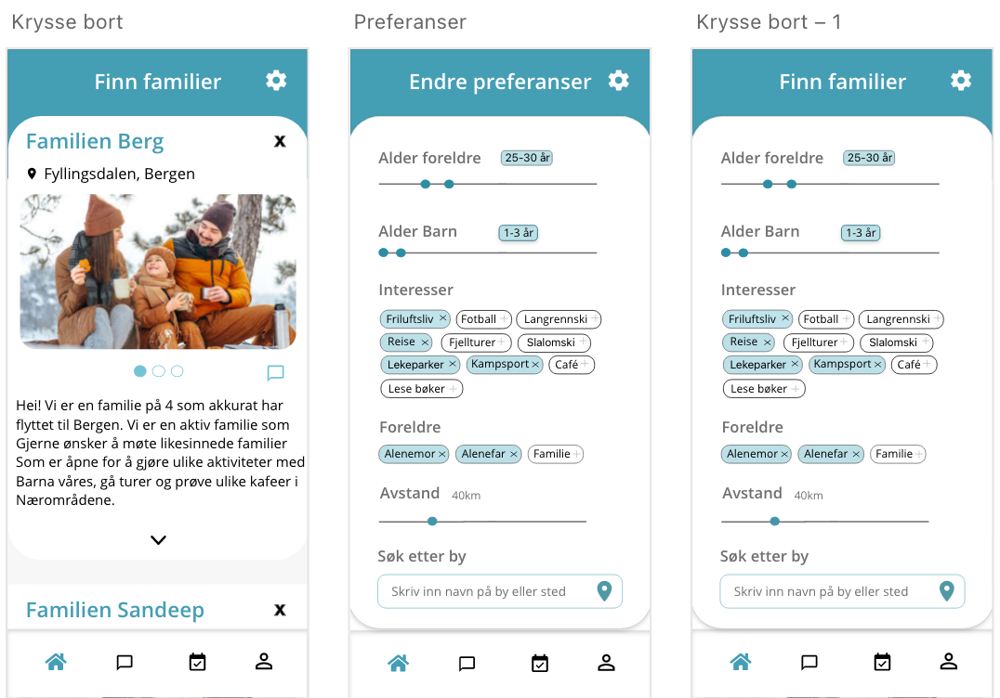 Krysse bort
Finn familier
Familien Berg
X
Fyllingsdalen, Bergen
Hei! Vi er en familie på 4 som akkurat har
flyttet til Bergen. Vi er en aktiv familie som
Gjerne ønsker å møte likesinnede familier
Som er åpne for å gjøre ulike aktiviteter med
Barna våres, gå turer og prøve ulike kafeer i
Nærområdene.
Familien Sandeep
X
Preferanser
Endre preferanser
Alder foreldre 25-30 år
Alder Barn 1-3 år
Interesser
Friluftsliv × Fotball + Langrennski +
Reise × Fjellturer + Slalomski +
Lekeparker × Kampsport × Café +
Lese bøker +
Foreldre
Alenemor × Alenefar × Familie +
Avstand 40km
Søk etter by
Skriv inn navn på by eller sted
Krysse bort – 1
Finn familier
Alder foreldre 25-30 år
Alder Barn 1-3 år
Interesser
Friluftsliv × Fotball + Langrennski +
Reise × Fjellturer + Slalomski +
Lekeparker × Kampsport × Café +
Lese bøker +
Foreldre
Alenemor × Alenefar × Familie +
Avstand 40km
Søk etter by
Skriv inn navn på by eller sted